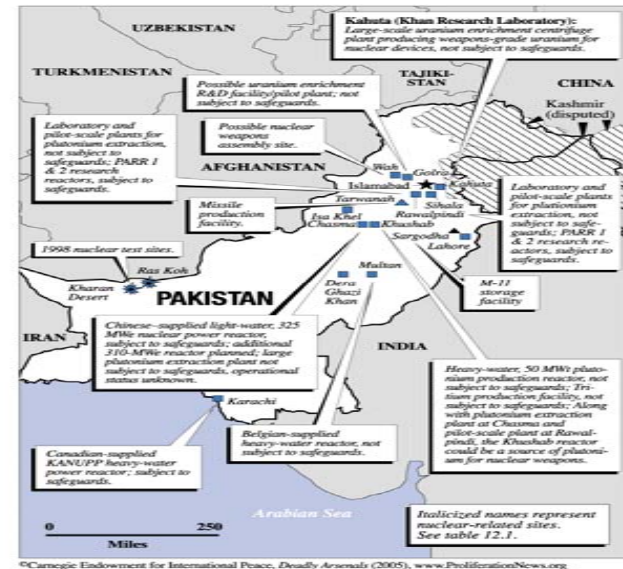 UZBEKISTAN
Kahuta (Khan Research Laboratory):
Large-scale uranium enrichment centrifuge
plant producing weapons-grade uranium for
nuclear devices, not subject to safeguards.
TURKMENISTAN
TAJIKI-
STAN
CHINA
Possible uranium enrichment
R&D facility/pilot plant; not
subject to safeguards.
Kashmir
(disputed)
Laboratory and
pilot-scale plants for
plutonium extraction,
not subject to
safeguards; PARR 1
& 2 research
reactors, subject to
safeguards.
Possible nuclear
weapons
assembly site.
AFGHANISTAN
Wah
Golra
Islamabad
Kahuta
Tarwanah
Sihala
Rawalpindi
Laboratory and
pilot-scale plants
for plutionium
extraction, not
subject to safe-
guards; PARR 1
& 2 research re-
actors, subject to
safeguards.
Missile
production
facility.
Isa Khel
Chasma
Khushab
Sargodha
Lahore
1998 nuclear test sites.
Ras Koh
Kharan
Desert
PAKISTAN
Multan
Dera
Ghazi
Khan
M-11
storage
facility
IRAN
INDIA
Chinese-supplied light-water, 325
MWe nuclear power reactor,
subject to safeguards; additional
310-MWe reactor planned; large
plutonium extraction plant not
subject to safeguards, operational
status unknown.
Heavy-water, 50 MWt pluto-
nium production reactor, not
subject to safeguards; Tri-
tium production facility, not
subject to safeguards; Along
with plutonium extraction
plant at Chasma and
pilot-scale plant at Rawal-
pindi, the Khushab reactor
could be a source of plutoni-
um for nuclear weapons.
Karachi
Belgian-supplied
heavy-water reactor, not
subject to safeguards.
Canadian-supplied
KANUPP heavy-water
power reactor; subject to
safeguards.
Arabian Sea
Italicized names represent
nuclear-related sites.
See table 12.1.
0 250
Miles
©Carnegie Endowment for International Peace, Deadly Arsenals (2005), www.ProliferationNews.org